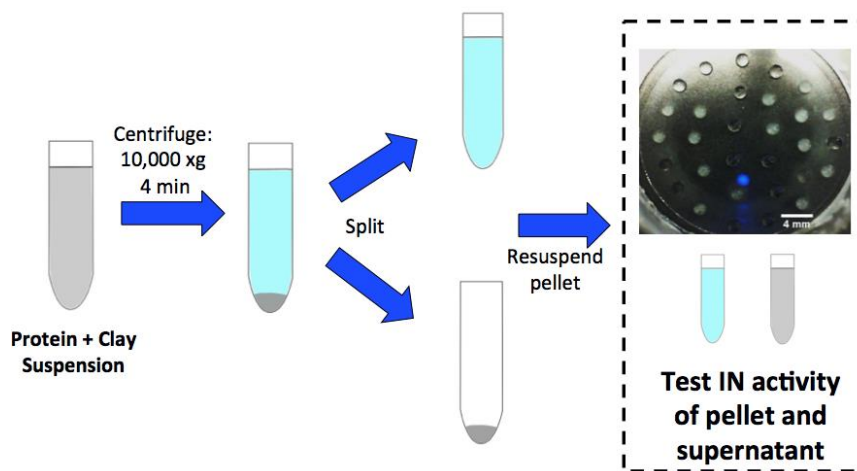 Centrifuge:
10,000 xg
4 min
Protein + Clay
Suspension
Split
Resuspend
pellet
4 mm
Test IN activity
of pellet and
supernatant